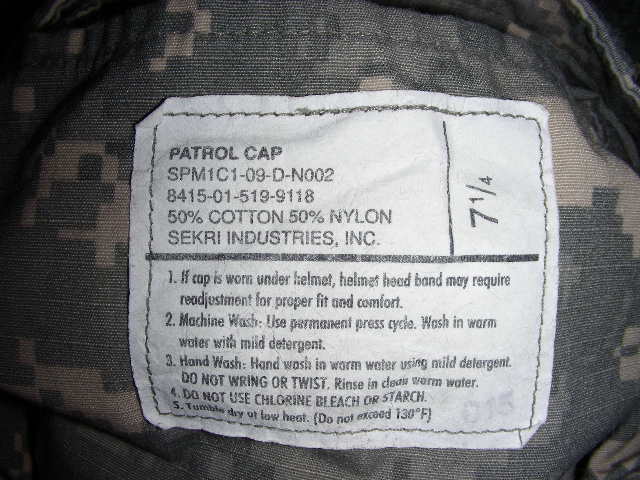 PATROL CAP
SPM1C1-09-D-N002
8415-01-519-9118
50% COTTON 50% NYLON
SEKRI INDUSTRIES, INC.
7 1/4
1. If cap is worn under helmet, helmet head band may require
readjustment for proper fit and comfort.
2. Machine Wash: Use permanent press cycle. Wash in warm
water with mild detergent.
3. Hand Wash: Hand wash in warm water using mild detergent.
DO NOT WRING OR TWIST. Rinse in clean warm water.
4. DO NOT USE CHLORINE BLEACH OR STARCH.
5. Tumble dry at low heat. (Do not exceed 130°F)